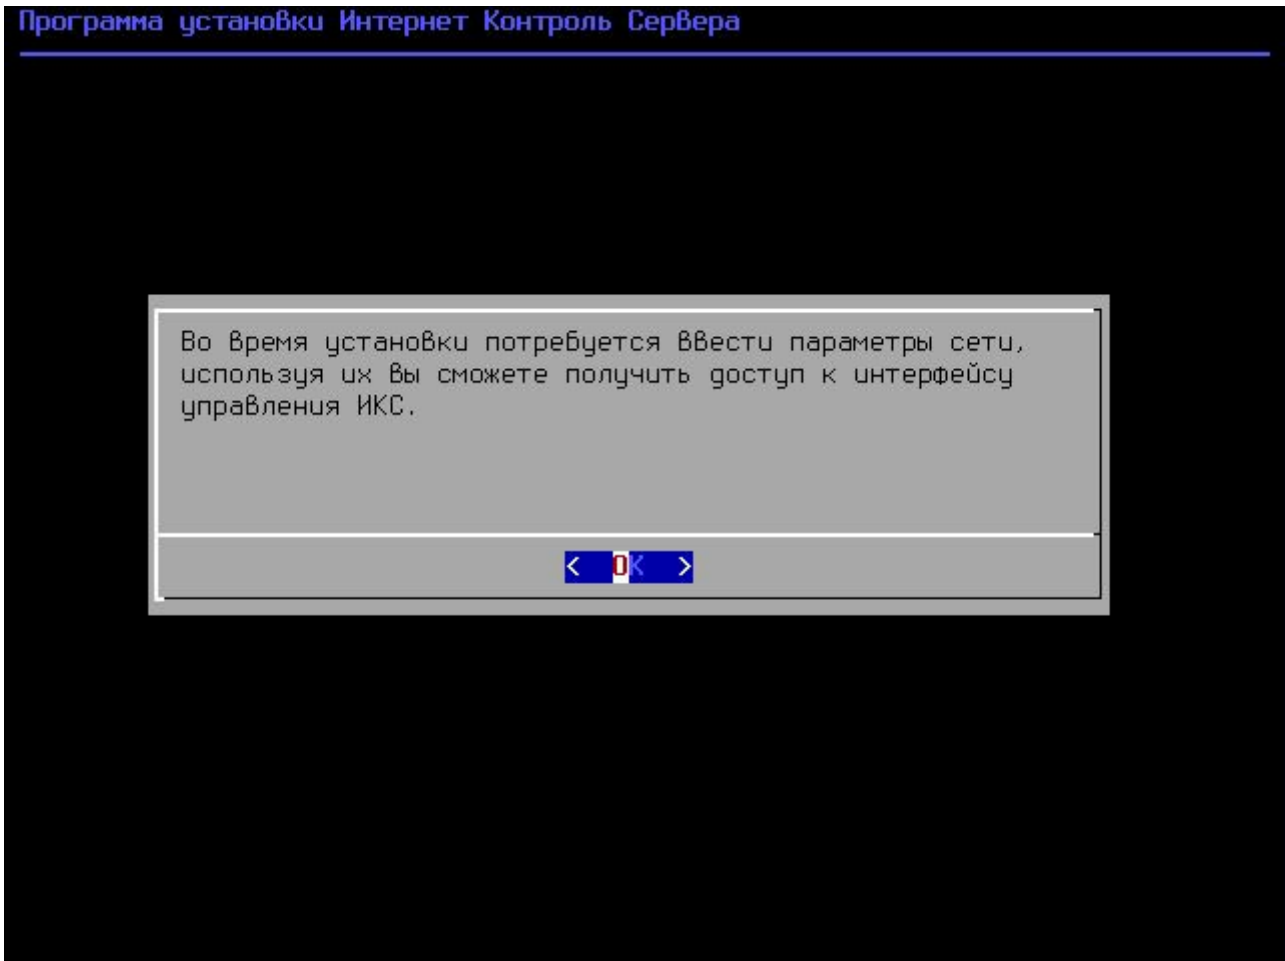 Программа установки Интернет Контроль Сервера
Во время установки потребуется ввести параметры сети,
используя их вы сможете получить доступ к интерфейсу
управления ИКС.
< OK >